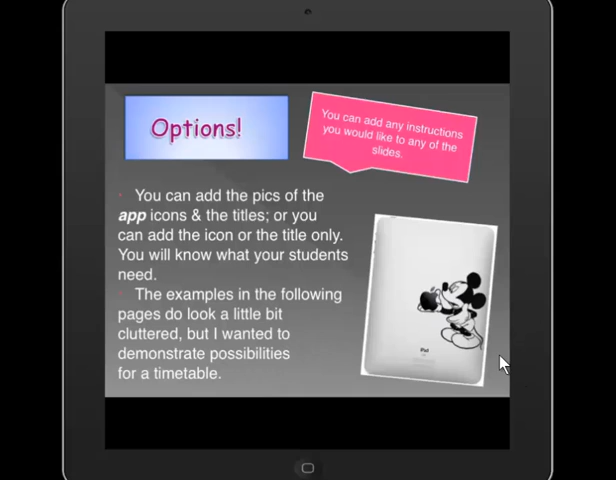 Options!
You can add any instructions
you would like to any of the
slides.
• You can add the pics of the
app icons & the titles; or you
can add the icon or the title only.
You will know what your students
need.
• The examples in the following
pages do look a little bit
cluttered, but I wanted to
demonstrate possibilities
for a timetable.
iPad